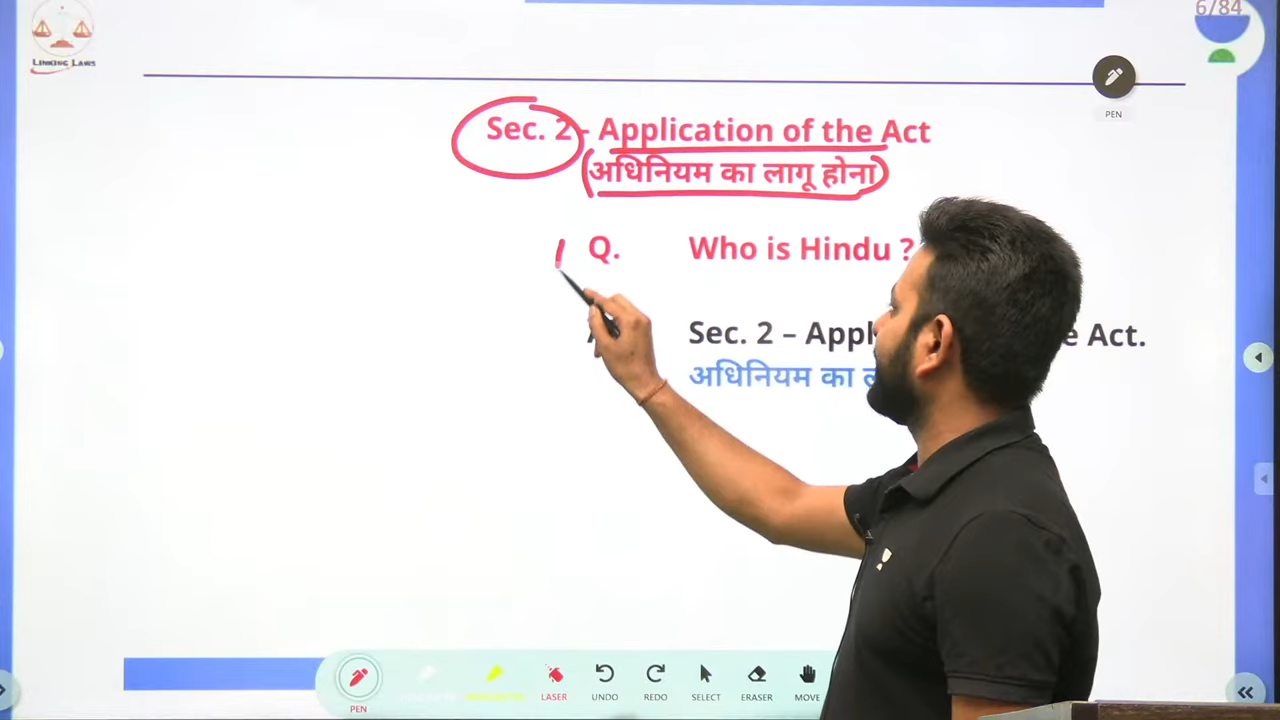 6/84
LINKING LAWS
PEN
Sec. 2 - Application of the Act
(अधिनियम का लागू होना)
Q. Who is Hindu ?
Sec. 2 – Appl e Act.
अधिनियम का ल
PEN
LASER
UNDO
REDO
SELECT
ERASER
MOVE